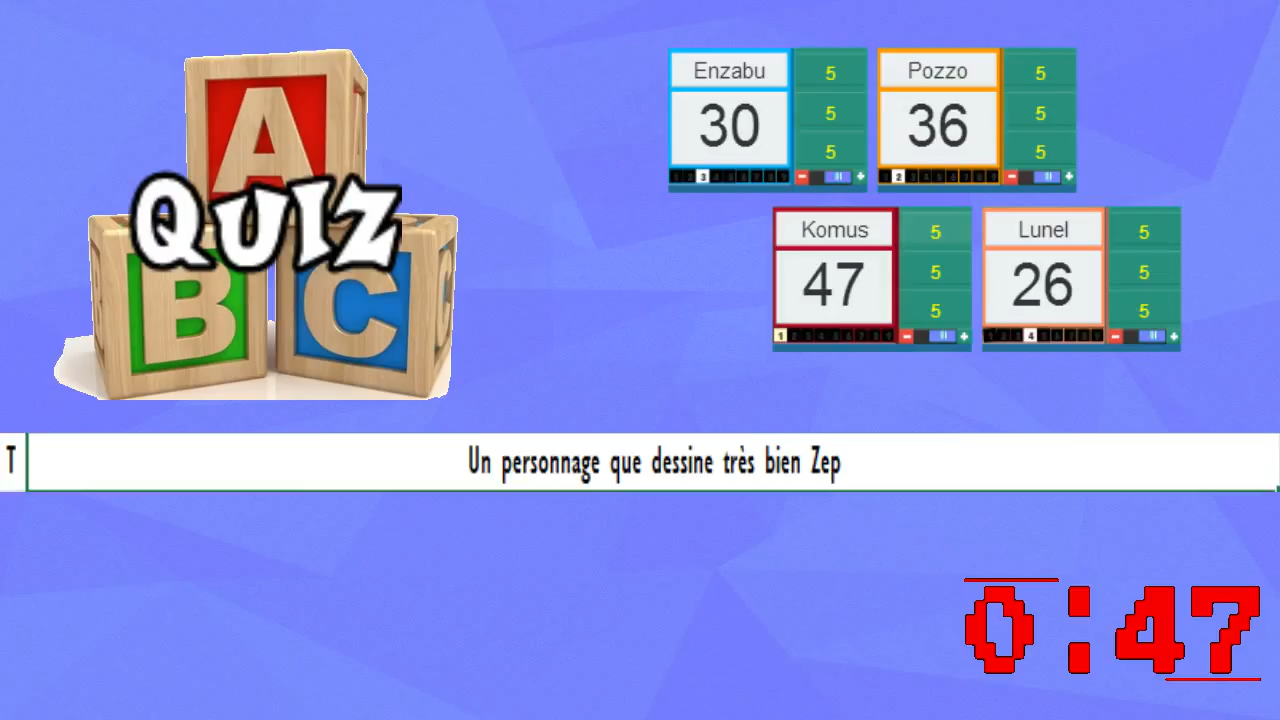 A
QUIZ
B C
Enzabu 5
30 5
5
Pozzo 5
36 5
5
Komus 5
47 5
5
Lunel 5
26 5
5
T Un personnage que dessine très bien Zep
0:47